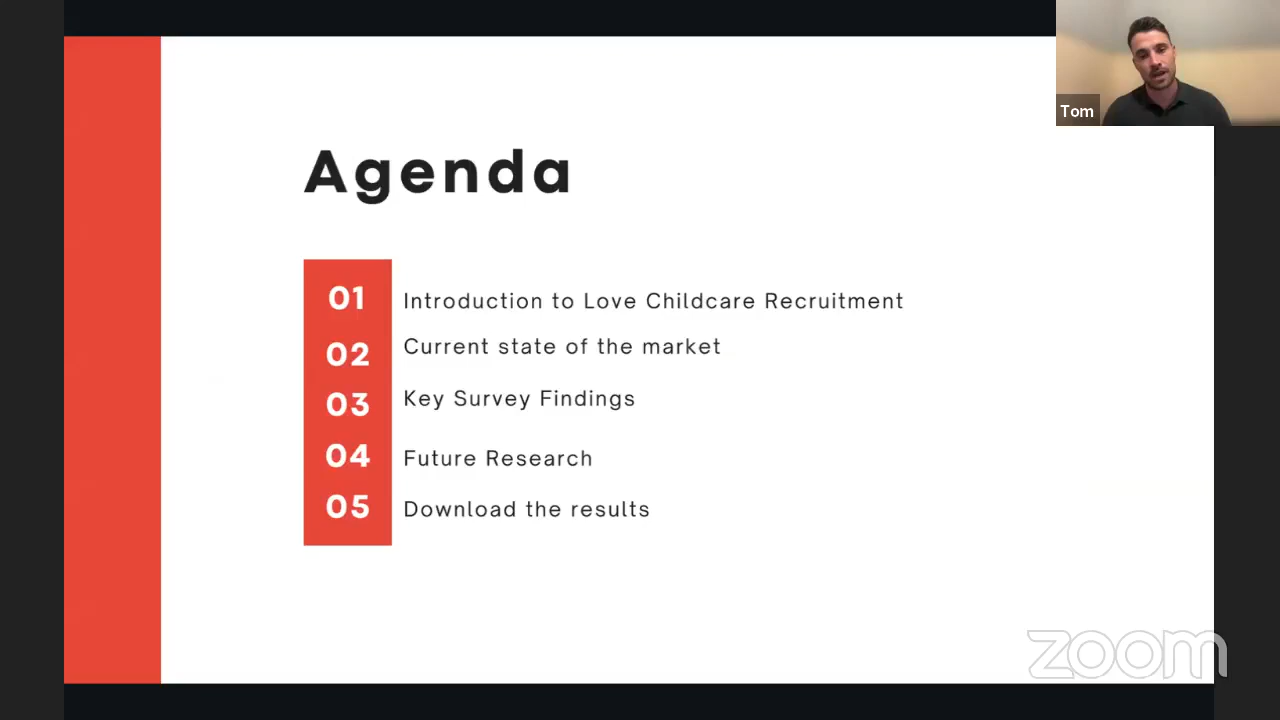 Tom
Agenda
01 Introduction to Love Childcare Recruitment
02 Current state of the market
03 Key Survey Findings
04 Future Research
05 Download the results
zoom